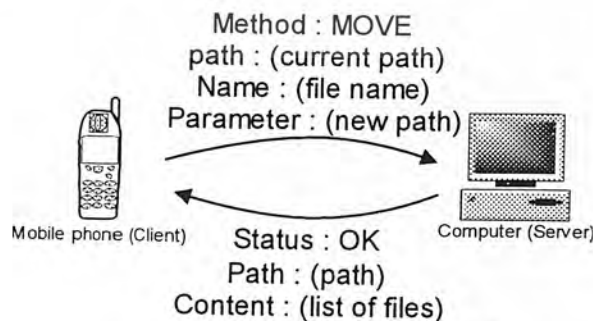 Method : MOVE
path : (current path)
Name : (file name)
Parameter : (new path)
Mobile phone (Client)
Computer (Server)
Status : OK
Path : (path)
Content : (list of files)